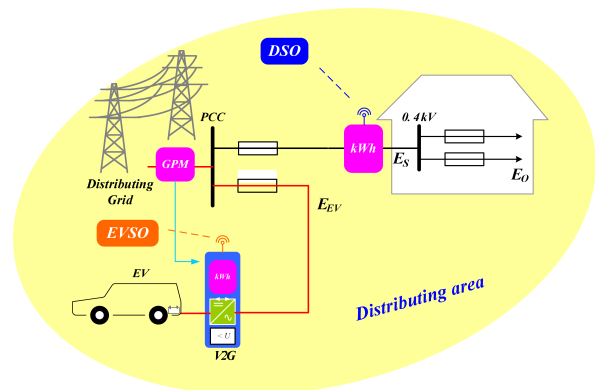 DSO
PCC
0.4kV
kWh
GPM
E_S
E_O
Distributing
Grid
E_EV
EVSO
EV
kWh
< U
V2G
Distributing area